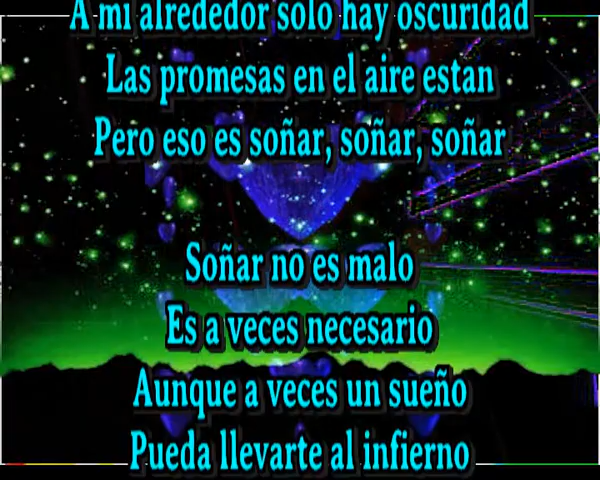 A mi alrededor solo hay oscuridad
Las promesas en el aire estan
Pero eso es soñar, soñar, soñar
Soñar no es malo
Es a veces necesario
Aunque a veces un sueño
Pueda llevarte al infierno